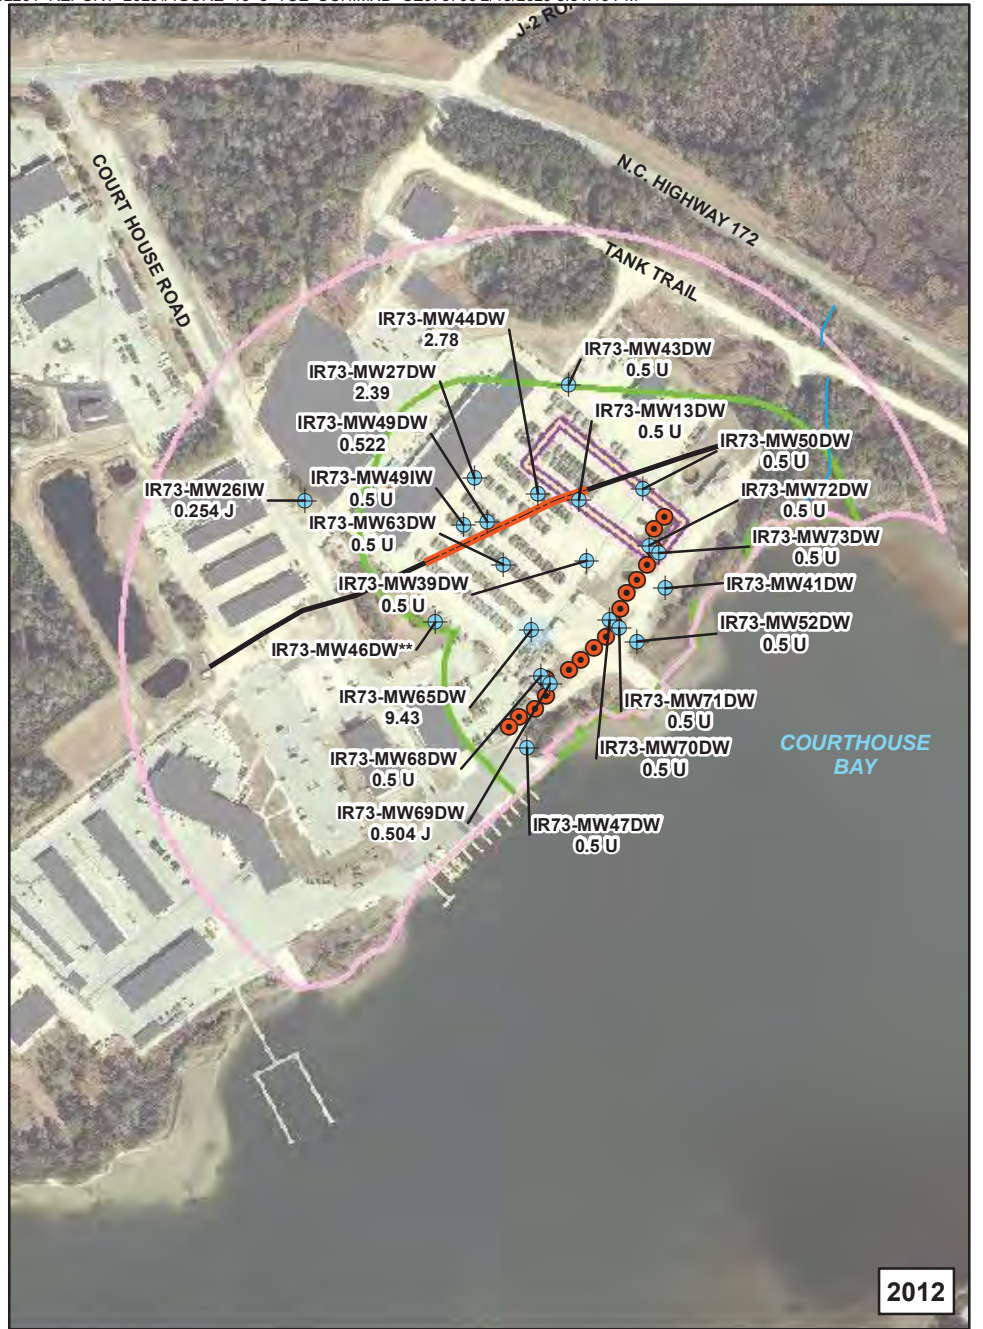 J-2 RO
COURT HOUSE ROAD
N.C. HIGHWAY 172
TANK TRAIL
IR73-MW44DW
2.78
IR73-MW43DW
0.5 U
IR73-MW27DW
2.39
IR73-MW13DW
0.5 U
IR73-MW49DW
0.522
IR73-MW50DW
0.5 U
IR73-MW49IW
0.5 U
IR73-MW26IW
0.254 J
IR73-MW72DW
0.5 U
IR73-MW63DW
0.5 U
IR73-MW73DW
0.5 U
IR73-MW39DW
0.5 U
IR73-MW41DW
IR73-MW52DW
0.5 U
IR73-MW46DW**
IR73-MW65DW
9.43
IR73-MW71DW
0.5 U
IR73-MW70DW
0.5 U
IR73-MW68DW
0.5 U
COURTHOUSE
BAY
IR73-MW69DW
0.504 J
IR73-MW47DW
0.5 U
2012